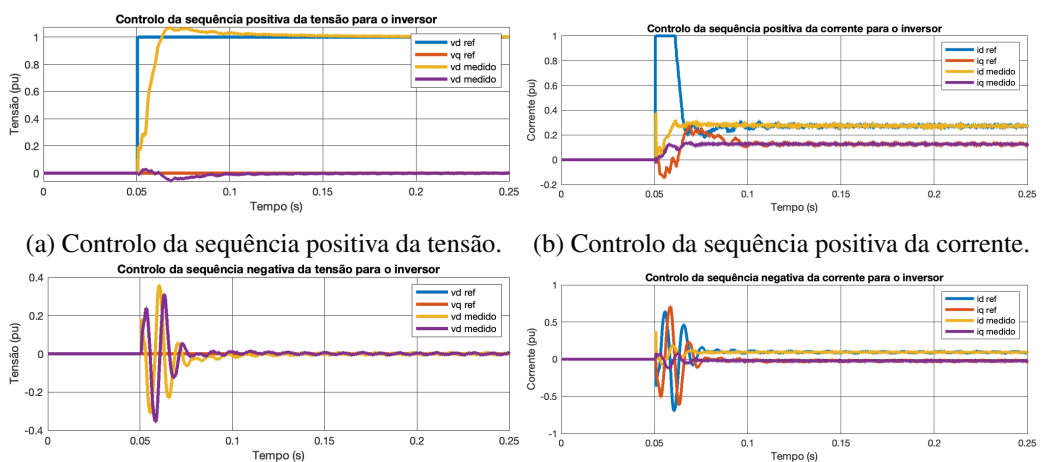 Controlo da sequência positiva da tensão para o inversor
1
0.8
0.6
0.4
0.2
0
Tensão (pu)
vd ref
vq ref
vd medido
vd medido
0 0.05 0.1 0.15 0.2 0.25
Tempo (s)
(a) Controlo da sequência positiva da tensão.
Controlo da sequência positiva da corrente para o inversor
1
0.8
0.6
0.4
0.2
0
-0.2
Corrente (pu)
id ref
iq ref
id medido
iq medido
0 0.05 0.1 0.15 0.2 0.25
Tempo (s)
(b) Controlo da sequência positiva da corrente.
Controlo da sequência negativa da tensão para o inversor
0.4
0.2
0
-0.2
-0.4
Tensão (pu)
vd ref
vq ref
vd medido
vd medido
0 0.05 0.1 0.15 0.2 0.25
Tempo (s)
Controlo da sequência negativa da corrente para o inversor
1
0.5
0
-0.5
-1
Corrente (pu)
id ref
iq ref
id medido
iq medido
0 0.05 0.1 0.15 0.2 0.25
Tempo (s)